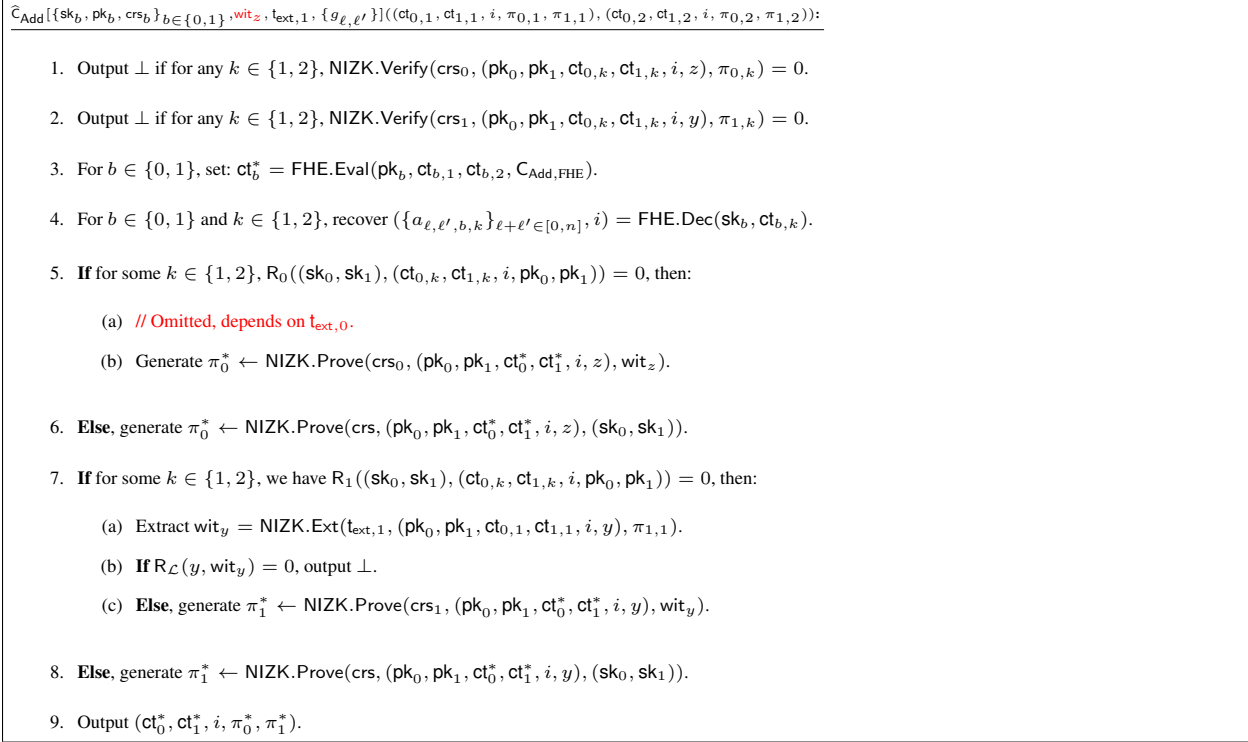 Ĉ_Add[{sk_b, pk_b, crs_b}_{b∈{0,1}}, wit_z, t_{ext,1}, {g_{ℓ,ℓ′}}]((ct_{0,1}, ct_{1,1}, i, π_{0,1}, π_{1,1}), (ct_{0,2}, ct_{1,2}, i, π_{0,2}, π_{1,2})):
1. Output ⊥ if for any k ∈ {1, 2}, NIZK.Verify(crs_0, (pk_0, pk_1, ct_{0,k}, ct_{1,k}, i, z), π_{0,k}) = 0.
2. Output ⊥ if for any k ∈ {1, 2}, NIZK.Verify(crs_1, (pk_0, pk_1, ct_{0,k}, ct_{1,k}, i, y), π_{1,k}) = 0.
3. For b ∈ {0, 1}, set: ct*_b = FHE.Eval(pk_b, ct_{b,1}, ct_{b,2}, C_{Add,FHE}).
4. For b ∈ {0, 1} and k ∈ {1, 2}, recover ({a_{ℓ,ℓ′,b,k}}_{ℓ+ℓ′∈[0,n]}, i) = FHE.Dec(sk_b, ct_{b,k}).
5. If for some k ∈ {1, 2}, R_0((sk_0, sk_1), (ct_{0,k}, ct_{1,k}, i, pk_0, pk_1)) = 0, then:
(a) // Omitted, depends on t_{ext,0}.
(b) Generate π*_0 ← NIZK.Prove(crs_0, (pk_0, pk_1, ct*_0, ct*_1, i, z), wit_z).
6. Else, generate π*_0 ← NIZK.Prove(crs, (pk_0, pk_1, ct*_0, ct*_1, i, z), (sk_0, sk_1)).
7. If for some k ∈ {1, 2}, we have R_1((sk_0, sk_1), (ct_{0,k}, ct_{1,k}, i, pk_0, pk_1)) = 0, then:
(a) Extract wit_y = NIZK.Ext(t_{ext,1}, (pk_0, pk_1, ct_{0,1}, ct_{1,1}, i, y), π_{1,1}).
(b) If R_ℒ(y, wit_y) = 0, output ⊥.
(c) Else, generate π*_1 ← NIZK.Prove(crs_1, (pk_0, pk_1, ct*_0, ct*_1, i, y), wit_y).
8. Else, generate π*_1 ← NIZK.Prove(crs, (pk_0, pk_1, ct*_0, ct*_1, i, y), (sk_0, sk_1)).
9. Output (ct*_0, ct*_1, i, π*_0, π*_1).